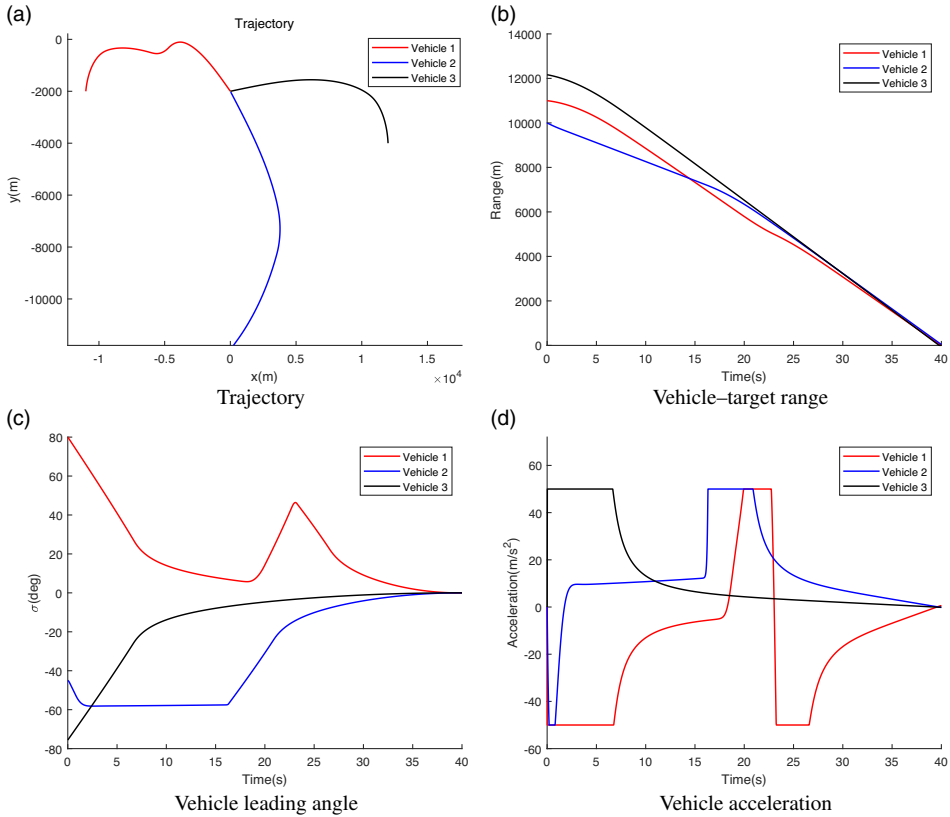 (a)
Trajectory
Vehicle 1
Vehicle 2
Vehicle 3
0
-2000
-4000
-6000
-8000
-10000
y(m)
-1
-0.5
0
0.5
1
1.5
x(m)
×10⁴
Trajectory
(b)
Vehicle 1
Vehicle 2
Vehicle 3
14000
12000
10000
8000
6000
4000
2000
0
Range(m)
0
5
10
15
20
25
30
35
40
Time(s)
Vehicle–target range
(c)
Vehicle 1
Vehicle 2
Vehicle 3
80
60
40
20
0
-20
-40
-60
-80
σ(deg)
0
5
10
15
20
25
30
35
40
Time(s)
Vehicle leading angle
(d)
Vehicle 1
Vehicle 2
Vehicle 3
60
40
20
0
-20
-40
-60
Acceleration(m/s²)
0
5
10
15
20
25
30
35
40
Time(s)
Vehicle acceleration